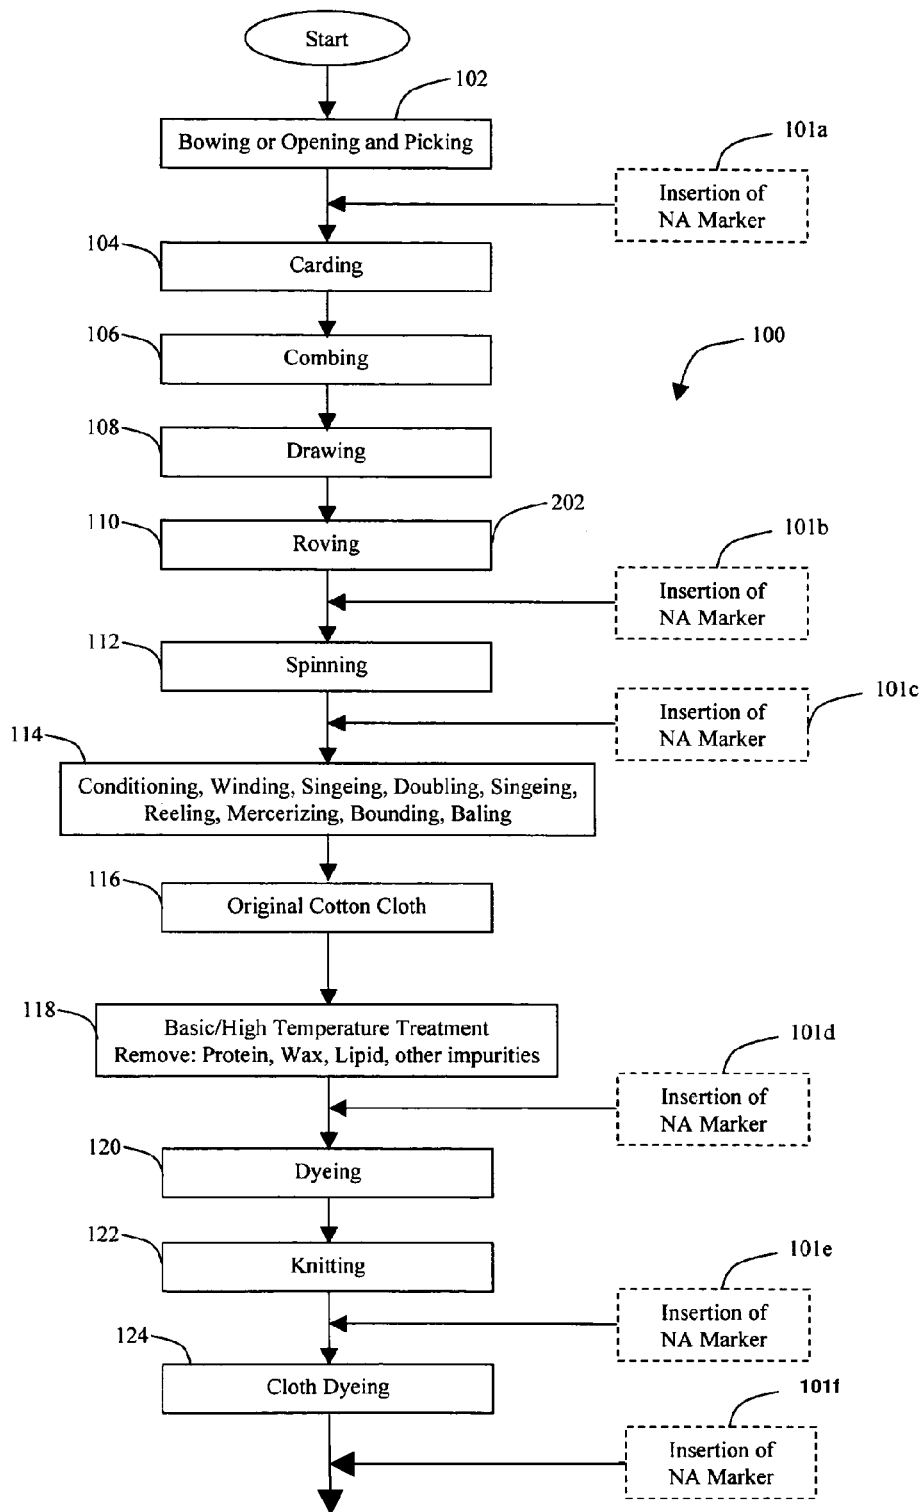 Start
102
Bowing or Opening and Picking
101a
Insertion of
NA Marker
104
Carding
106
Combing
100
108
Drawing
110
Roving
202
101b
Insertion of
NA Marker
112
Spinning
101c
Insertion of
NA Marker
114
Conditioning, Winding, Singeing, Doubling, Singeing,
Reeling, Mercerizing, Bounding, Baling
116
Original Cotton Cloth
118
Basic/High Temperature Treatment
Remove: Protein, Wax, Lipid, other impurities
101d
Insertion of
NA Marker
120
Dyeing
122
Knitting
101e
Insertion of
NA Marker
124
Cloth Dyeing
101f
Insertion of
NA Marker